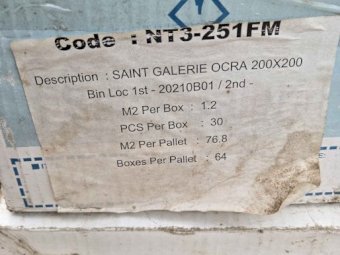 Code : NT3-251FM
Description : SAINT GALERIE OCRA 200X200
Bin Loc 1st - 20210B01 / 2nd -
M2 Per Box : 1.2
PCS Per Box : 30
M2 Per Pallet : 76.8
Boxes Per Pallet : 64